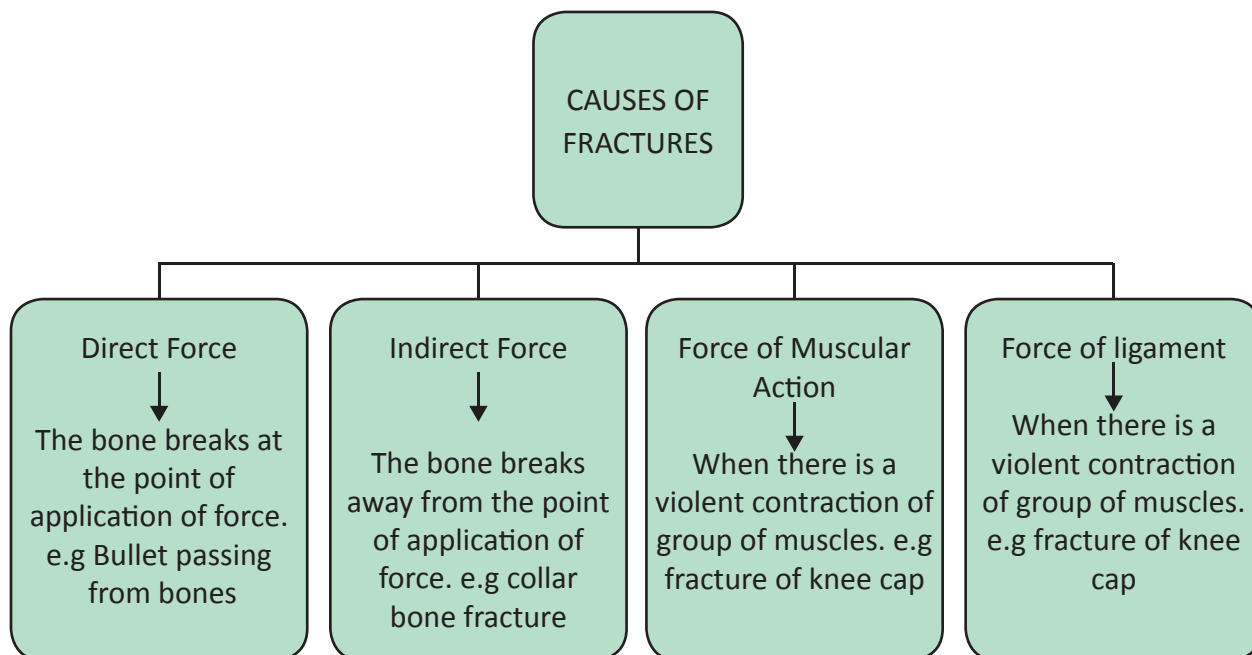 CAUSES OF
FRACTURES
Direct Force
The bone breaks at
the point of
application of force.
e.g Bullet passing
from bones
Indirect Force
The bone breaks
away from the point
of application of
force. e.g collar
bone fracture
Force of Muscular
Action
When there is a
violent contraction of
group of muscles. e.g
fracture of knee cap
Force of ligament
When there is a
violent contraction
of group of muscles.
e.g fracture of knee
cap